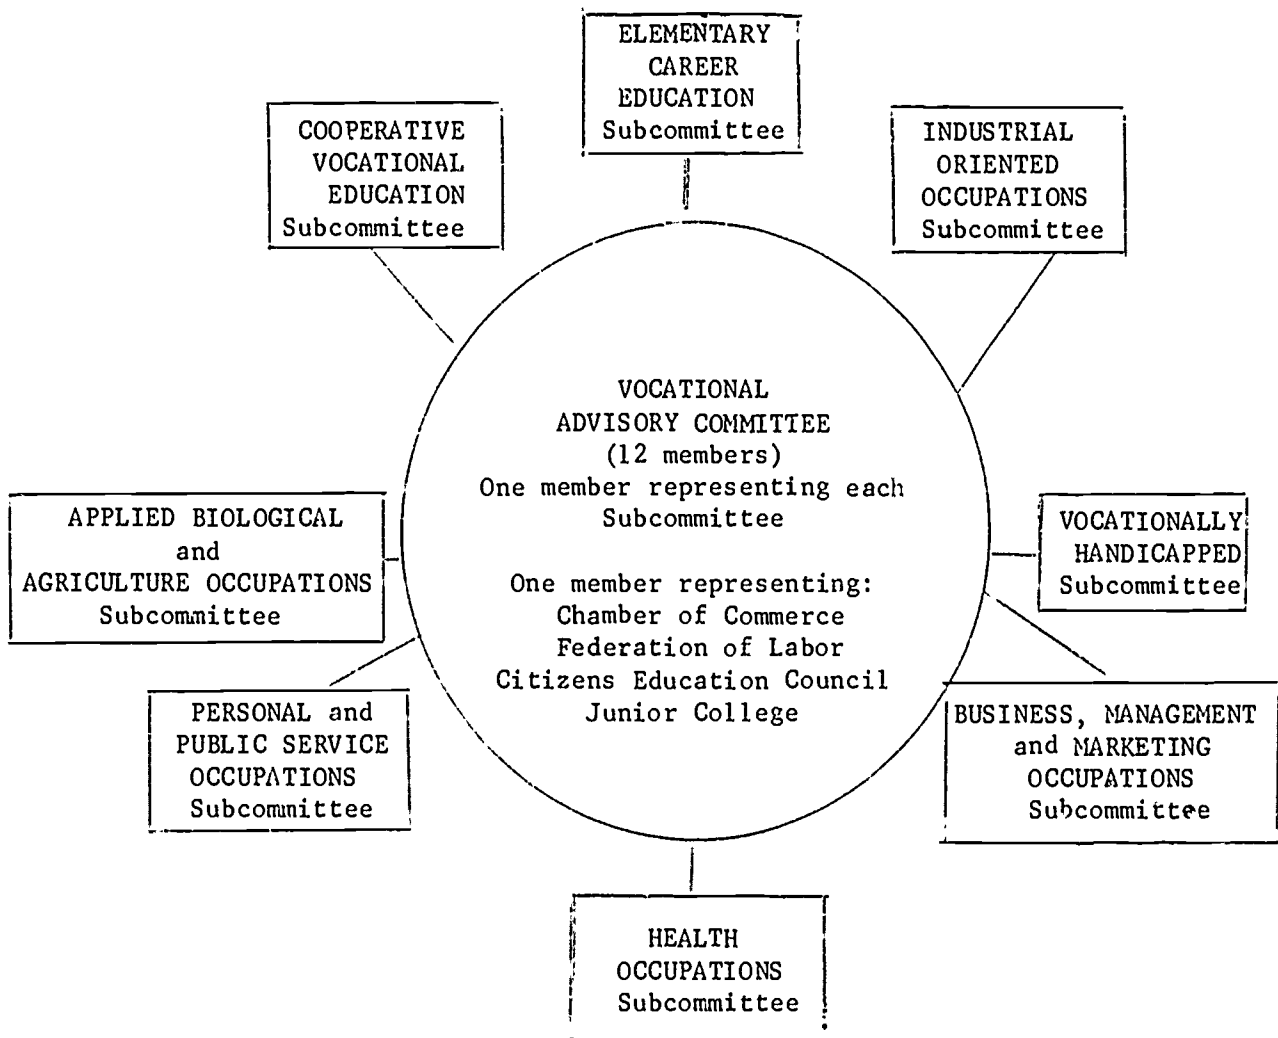 ELEMENTARY
CAREER
EDUCATION
Subcommittee
COOPERATIVE
VOCATIONAL
EDUCATION
Subcommittee
INDUSTRIAL
ORIENTED
OCCUPATIONS
Subcommittee
VOCATIONAL
ADVISORY COMMITTEE
(12 members)
One member representing each
Subcommittee
One member representing:
Chamber of Commerce
Federation of Labor
Citizens Education Council
Junior College
APPLIED BIOLOGICAL
and
AGRICULTURE OCCUPATIONS
Subcommittee
VOCATIONALLY
HANDICAPPED
Subcommittee
PERSONAL and
PUBLIC SERVICE
OCCUPATIONS
Subcommittee
BUSINESS, MANAGEMENT
and MARKETING
OCCUPATIONS
Subcommittee
HEALTH
OCCUPATIONS
Subcommittee